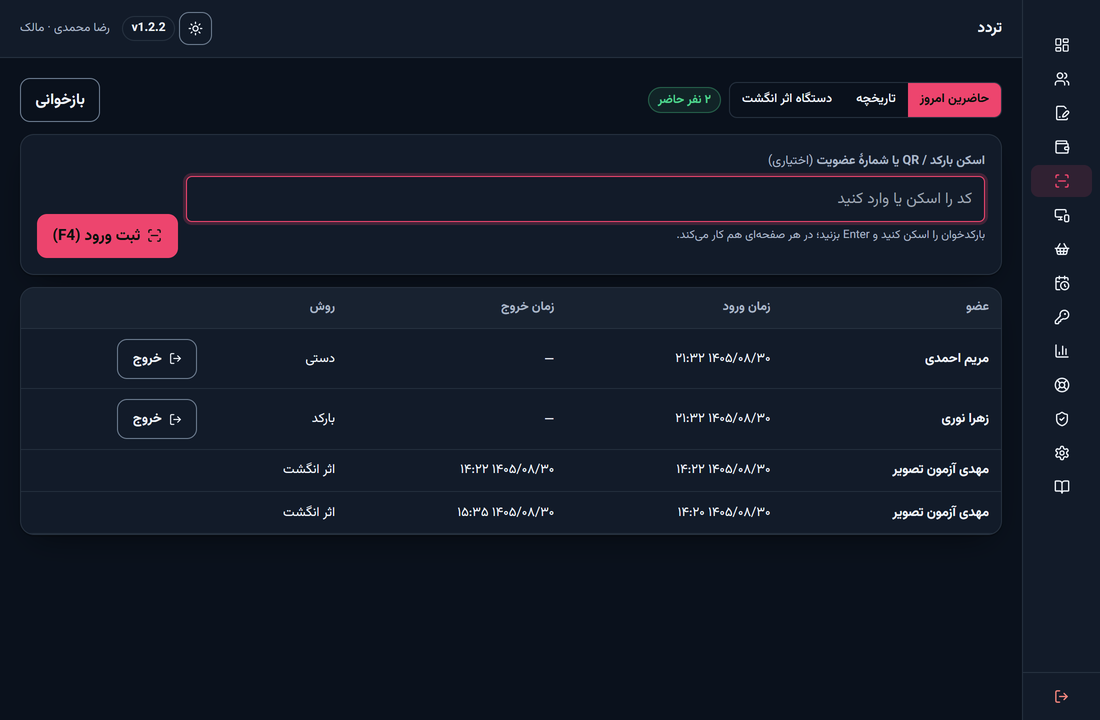 تردد
v1.2.2
رضا محمدی · مالک
حاضرین امروز
تاریخچه
دستگاه اثر انگشت
۲ نفر حاضر
بازخوانی
اسکن بارکد / QR یا شمارهٔ عضویت (اختیاری)
کد را اسکن یا وارد کنید
ثبت ورود (F4)
بارکدخوان را اسکن کنید و Enter بزنید؛ در هر صفحه‌ای هم کار می‌کند.
عضو زمان ورود زمان خروج روش
مریم احمدی ۱۴۰۵/۰۸/۳۰ ۲۱:۳۲ — دستی خروج
زهرا نوری ۱۴۰۵/۰۸/۳۰ ۲۱:۳۲ — بارکد خروج
مهدی آزمون تصویر ۱۴۰۵/۰۸/۳۰ ۱۴:۲۲ ۱۴۰۵/۰۸/۳۰ ۱۴:۲۲ اثر انگشت
مهدی آزمون تصویر ۱۴۰۵/۰۸/۳۰ ۱۴:۲۰ ۱۴۰۵/۰۸/۳۰ ۱۵:۳۵ اثر انگشت